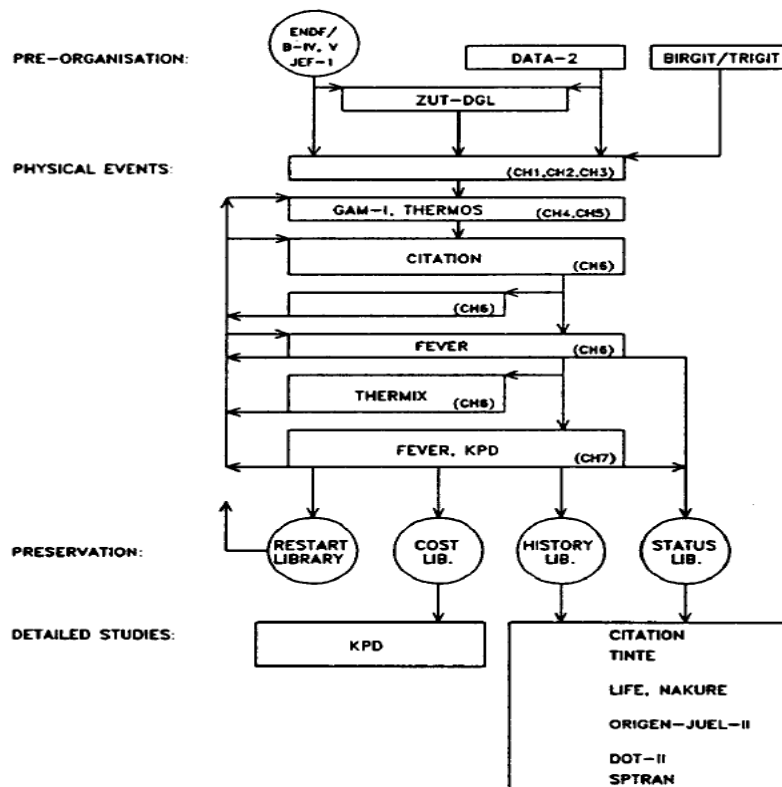 ENDF/
B-IV, V
JEF-1
PRE-ORGANISATION:
DATA-2
BIRGIT/TRIGIT
ZUT-DGL
PHYSICAL EVENTS:
(CH1,CH2,CH3)
GAM-I, THERMOS
(CH4,CH5)
CITATION
(CH6)
(CH6)
FEVER
(CH6)
THERMIX
(CH6)
FEVER, KPD
(CH7)
PRESERVATION:
RESTART
LIBRARY
COST
LIB.
HISTORY
LIB.
STATUS
LIB.
DETAILED STUDIES:
KPD
CITATION
TINTE
LIFE, NAKURE
ORIGEN-JUEL-II
DOT-II
SPTRAN